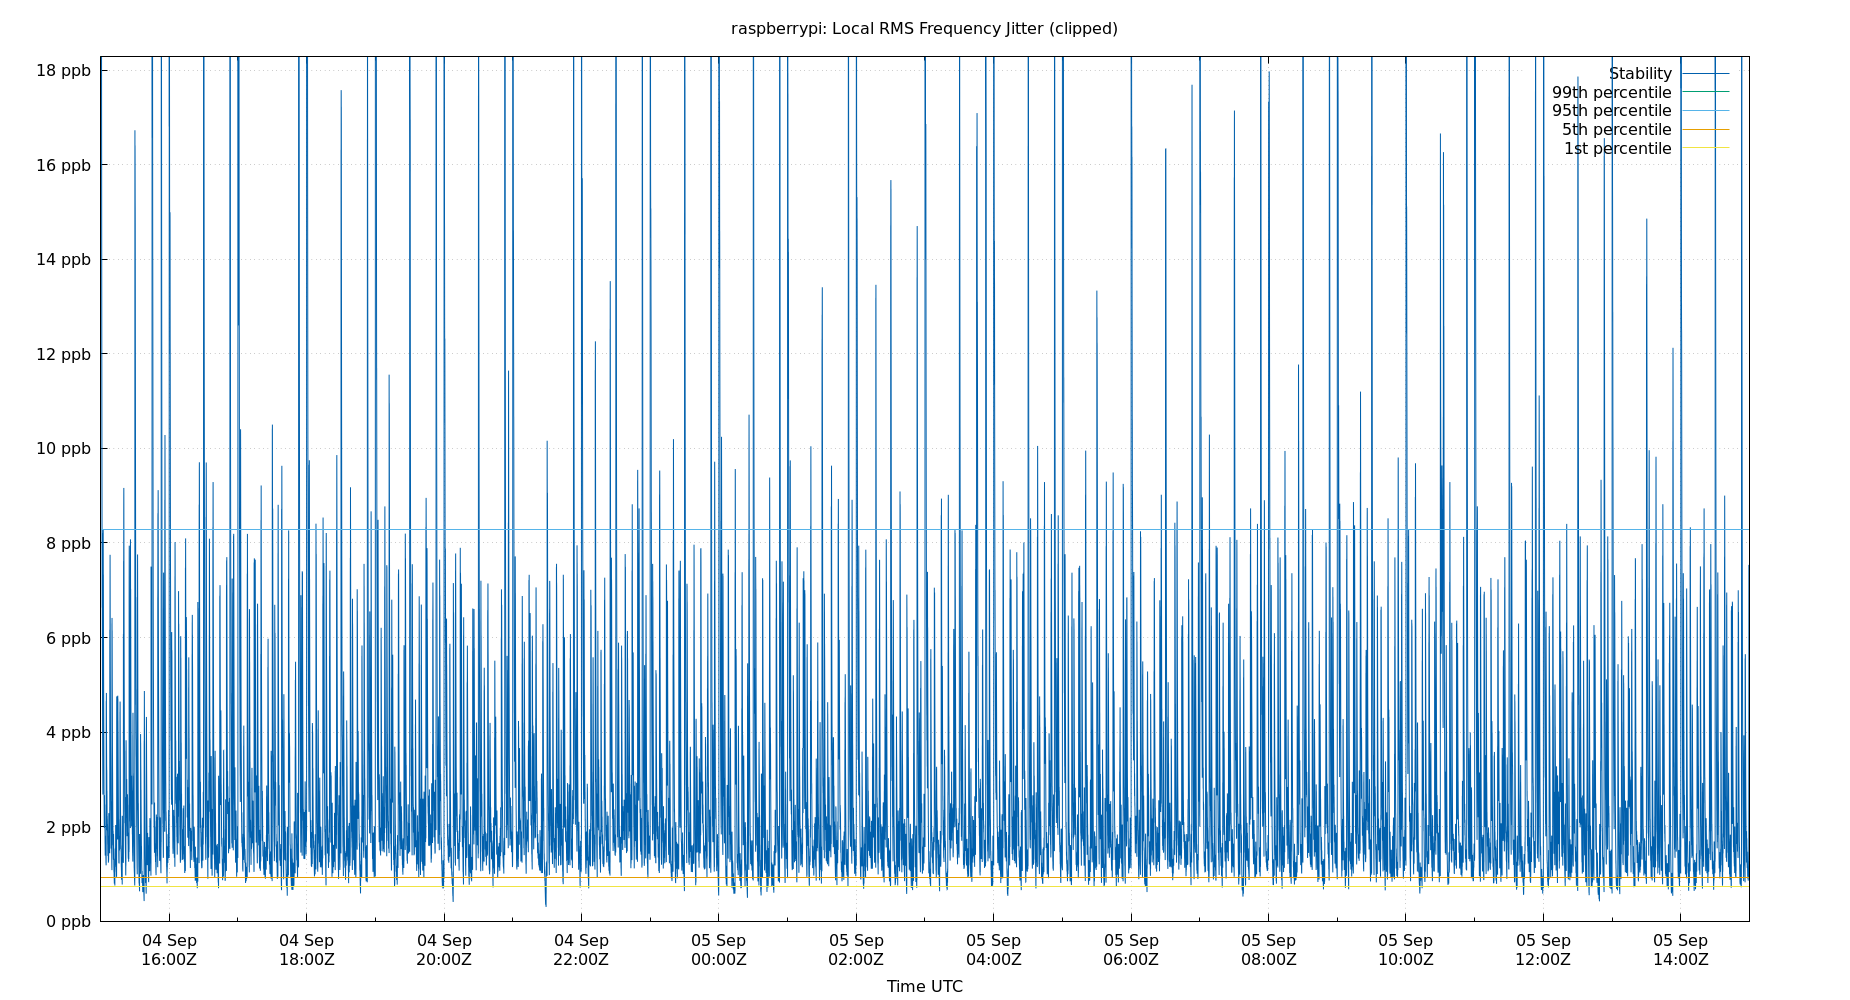 raspberrypi: Local RMS Frequency Jitter (clipped)
18 ppb
16 ppb
14 ppb
12 ppb
10 ppb
8 ppb
6 ppb
4 ppb
2 ppb
0 ppb
Stability
99th percentile
95th percentile
5th percentile
1st percentile
04 Sep 04 Sep 04 Sep 04 Sep 05 Sep 05 Sep 05 Sep 05 Sep 05 Sep 05 Sep 05 Sep 05 Sep
16:00Z 18:00Z 20:00Z 22:00Z 00:00Z 02:00Z 04:00Z 06:00Z 08:00Z 10:00Z 12:00Z 14:00Z
Time UTC